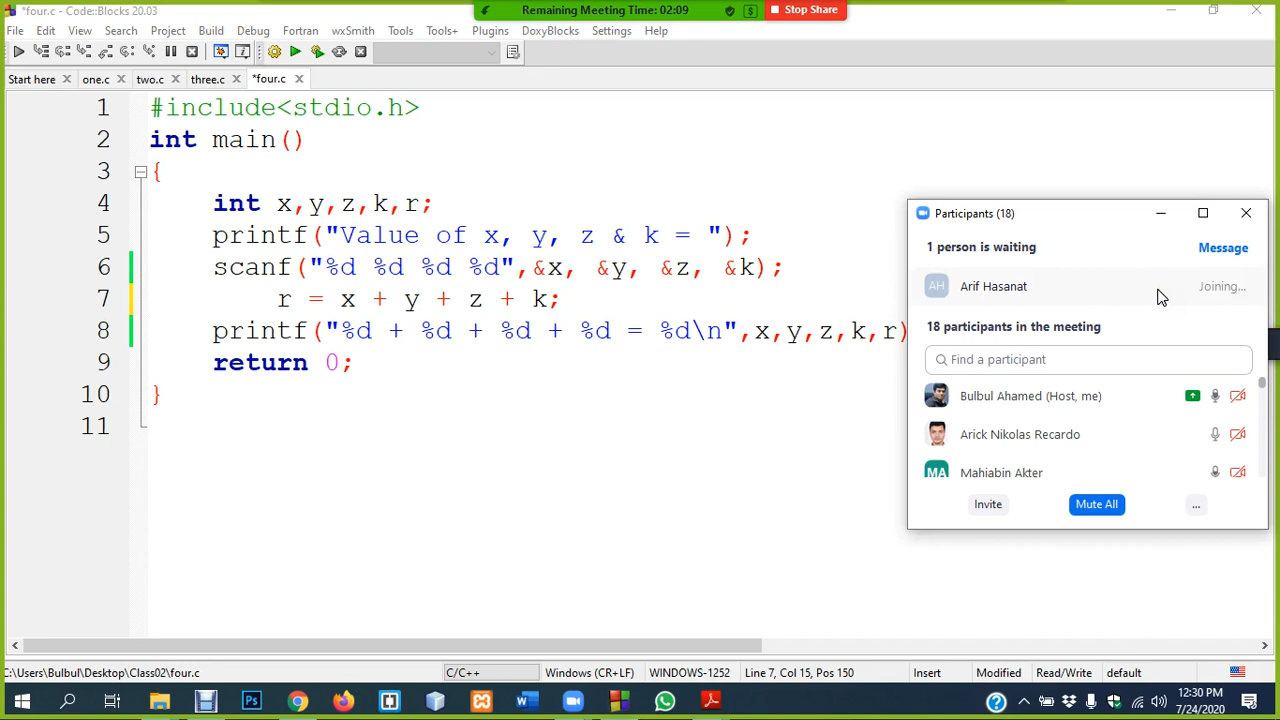 *four.c - Code::Blocks 20.03
Remaining Meeting Time: 02:09
Stop Share
File Edit View Search Project Build Debug Fortran wxSmith Tools Tools+ Plugins DoxyBlocks Settings Help
Start here one.c two.c three.c *four.c
1 #include<stdio.h>
2 int main()
3 {
4 int x,y,z,k,r;
5 printf("Value of x, y, z & k = ");
6 scanf("%d %d %d %d",&x, &y, &z, &k);
7 r = x + y + z + k;
8 printf("%d + %d + %d + %d = %d\n",x,y,z,k,r)
9 return 0;
10 }
11
Participants (18)
1 person is waiting Message
AH Arif Hasanat Joining...
18 participants in the meeting
Find a participant
Bulbul Ahamed (Host, me)
Arick Nikolas Recardo
MA Mahiabin Akter
Invite Mute All ...
C:\Users\Bulbul\Desktop\Class02\four.c C/C++ Windows (CR+LF) WINDOWS-1252 Line 7, Col 15, Pos 150 Insert Modified Read/Write default
12:30 PM
7/24/2020